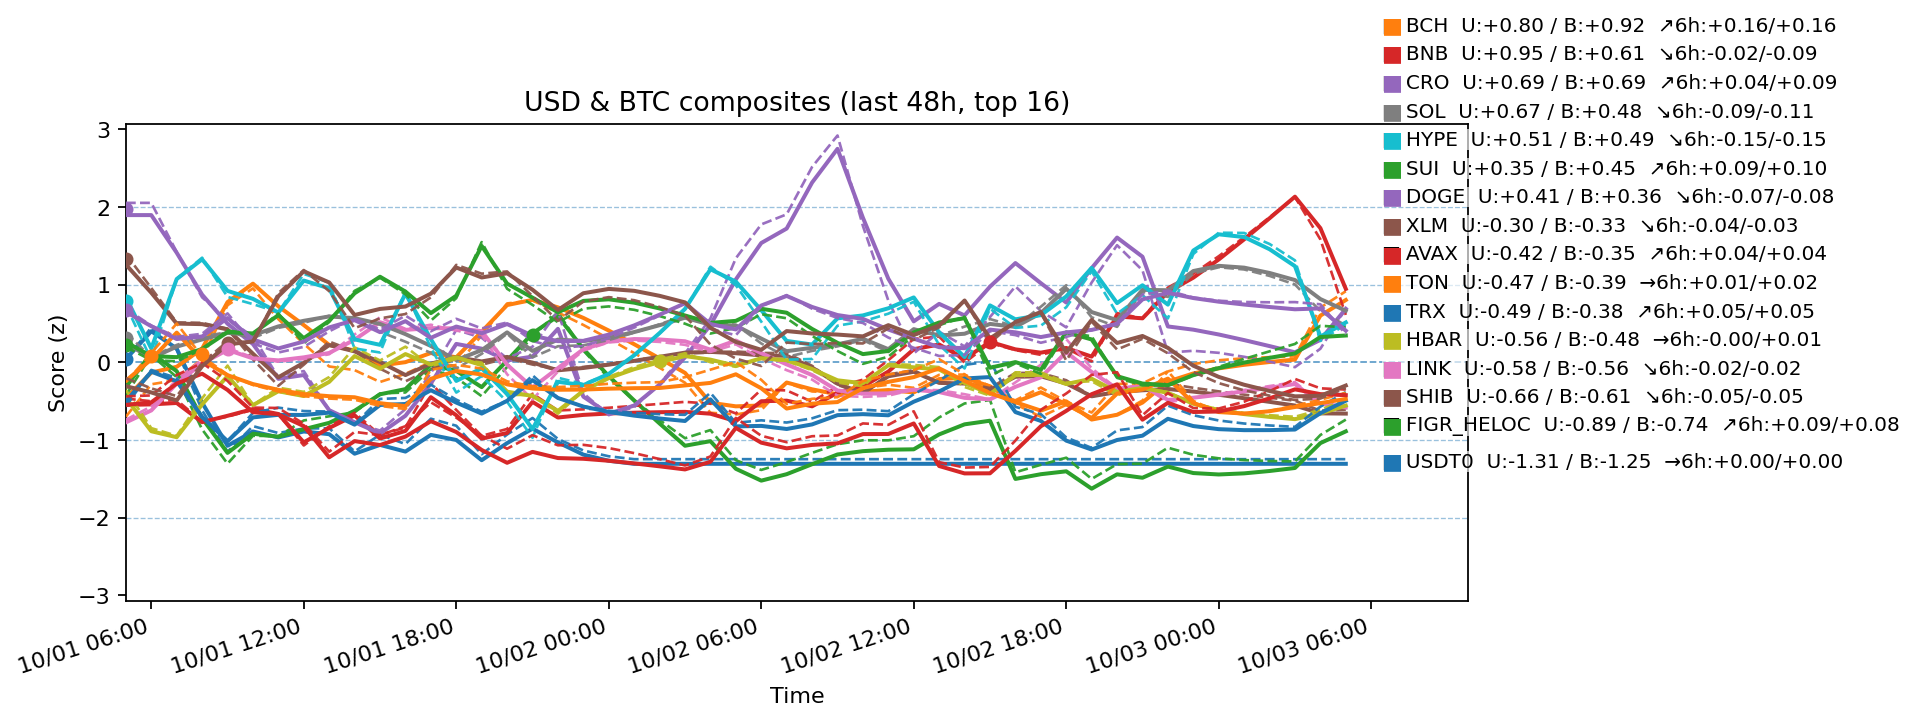 BCH  U:+0.80 / B:+0.92  ↗6h:+0.16/+0.16
BNB  U:+0.95 / B:+0.61  ↘6h:-0.02/-0.09
CRO  U:+0.69 / B:+0.69  ↗6h:+0.04/+0.09
SOL  U:+0.67 / B:+0.48  ↘6h:-0.09/-0.11
HYPE  U:+0.51 / B:+0.49  ↘6h:-0.15/-0.15
SUI  U:+0.35 / B:+0.45  ↗6h:+0.09/+0.10
DOGE  U:+0.41 / B:+0.36  ↘6h:-0.07/-0.08
XLM  U:-0.30 / B:-0.33  ↘6h:-0.04/-0.03
AVAX  U:-0.42 / B:-0.35  ↗6h:+0.04/+0.04
TON  U:-0.47 / B:-0.39  →6h:+0.01/+0.02
TRX  U:-0.49 / B:-0.38  ↗6h:+0.05/+0.05
HBAR  U:-0.56 / B:-0.48  →6h:-0.00/+0.01
LINK  U:-0.58 / B:-0.56  ↘6h:-0.02/-0.02
SHIB  U:-0.66 / B:-0.61  ↘6h:-0.05/-0.05
FIGR_HELOC  U:-0.89 / B:-0.74  ↗6h:+0.09/+0.08
USDT0  U:-1.31 / B:-1.25  →6h:+0.00/+0.00
USD & BTC composites (last 48h, top 16)
Score (z)
3
2
1
0
−1
−2
−3
10/01 06:00
10/01 12:00
10/01 18:00
10/02 00:00
10/02 06:00
10/02 12:00
10/02 18:00
10/03 00:00
10/03 06:00
Time